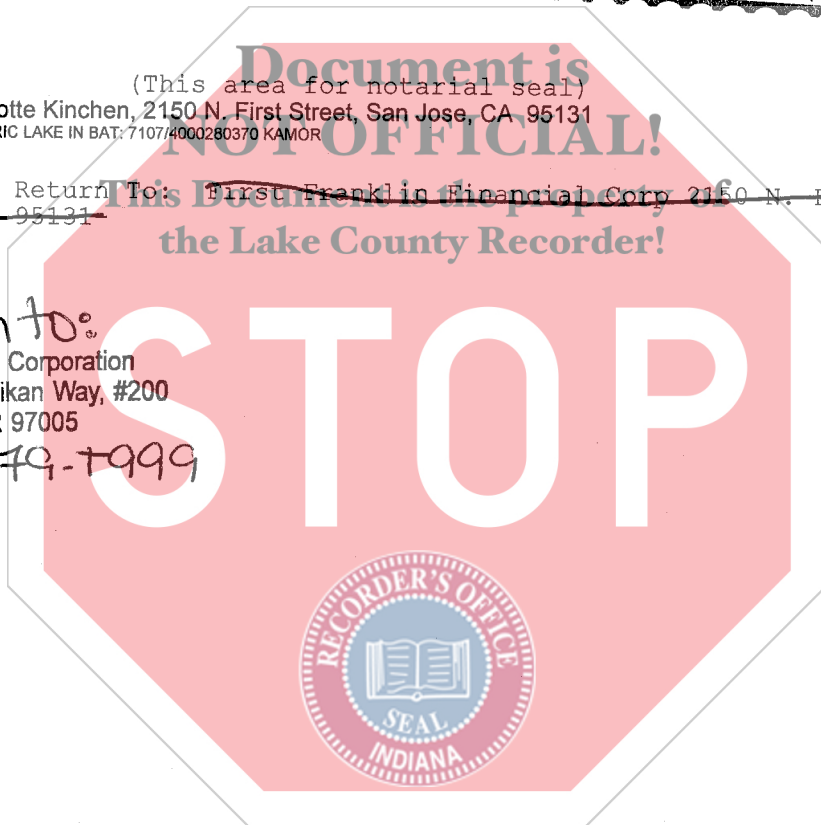 Document is
(This area for notarial seal)
otte Kinchen, 2150 N. First Street, San Jose, CA 95131
RIC LAKE IN BAT: 7107/4000280370 KAMOR
NOT OFFICIAL!
Return To: First Franklin Financial Corp 2150 N.
This Document is the property of
95131
the Lake County Recorder!
to:
Corporation
ikan Way, #200
97005
STOP
RECORDER'S OFFICE
SEAL
INDIANA